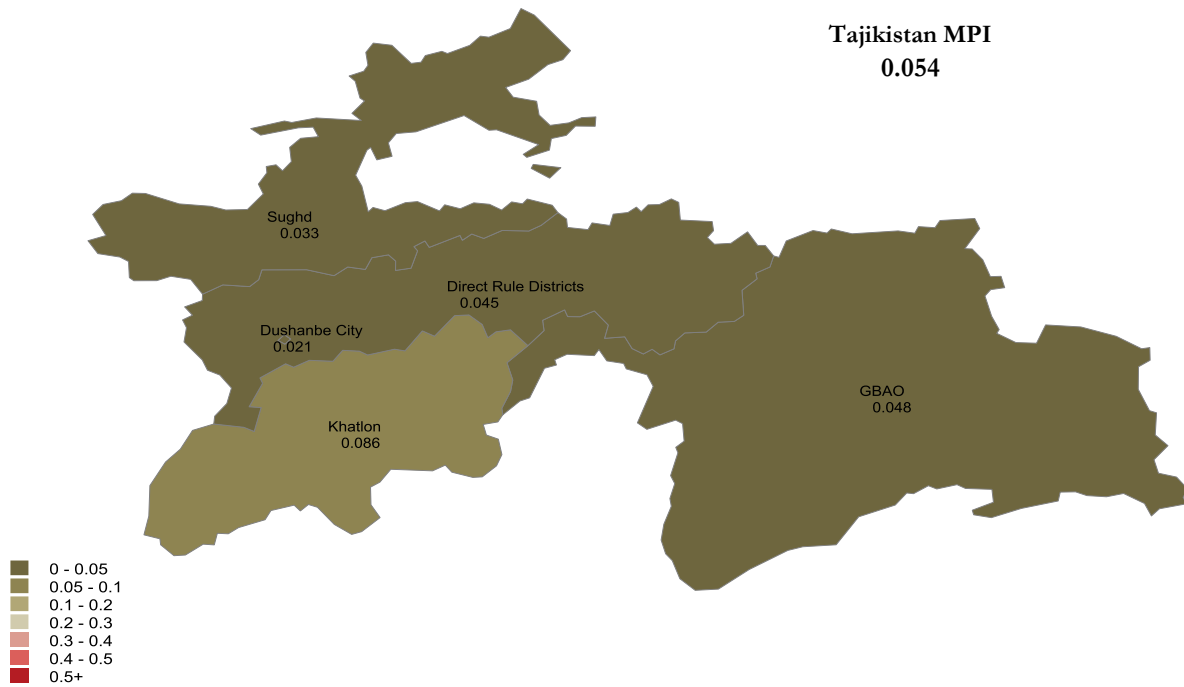 Tajikistan MPI
0.054
Sughd
0.033
Direct Rule Districts
0.045
Dushanbe City
0.021
GBAO
0.048
Khatlon
0.086
0 - 0.05
0.05 - 0.1
0.1 - 0.2
0.2 - 0.3
0.3 - 0.4
0.4 - 0.5
0.5+